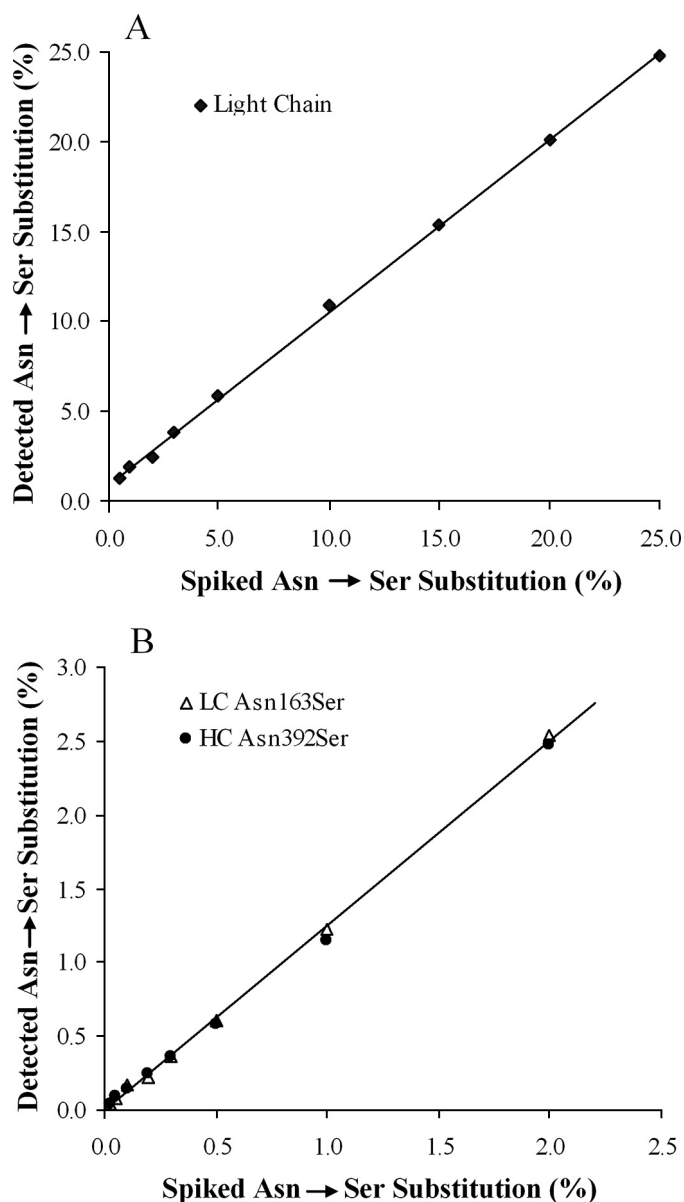 A
25.0
20.0
15.0
10.0
5.0
0.0
Detected Asn → Ser Substitution (%)
Light Chain
0.0 5.0 10.0 15.0 20.0 25.0
Spiked Asn → Ser Substitution (%)
B
3.0
2.5
2.0
1.5
1.0
0.5
0.0
Detected Asn→Ser Substitution (%)
LC Asn163Ser
HC Asn392Ser
0.0 0.5 1.0 1.5 2.0 2.5
Spiked Asn → Ser Substitution (%)